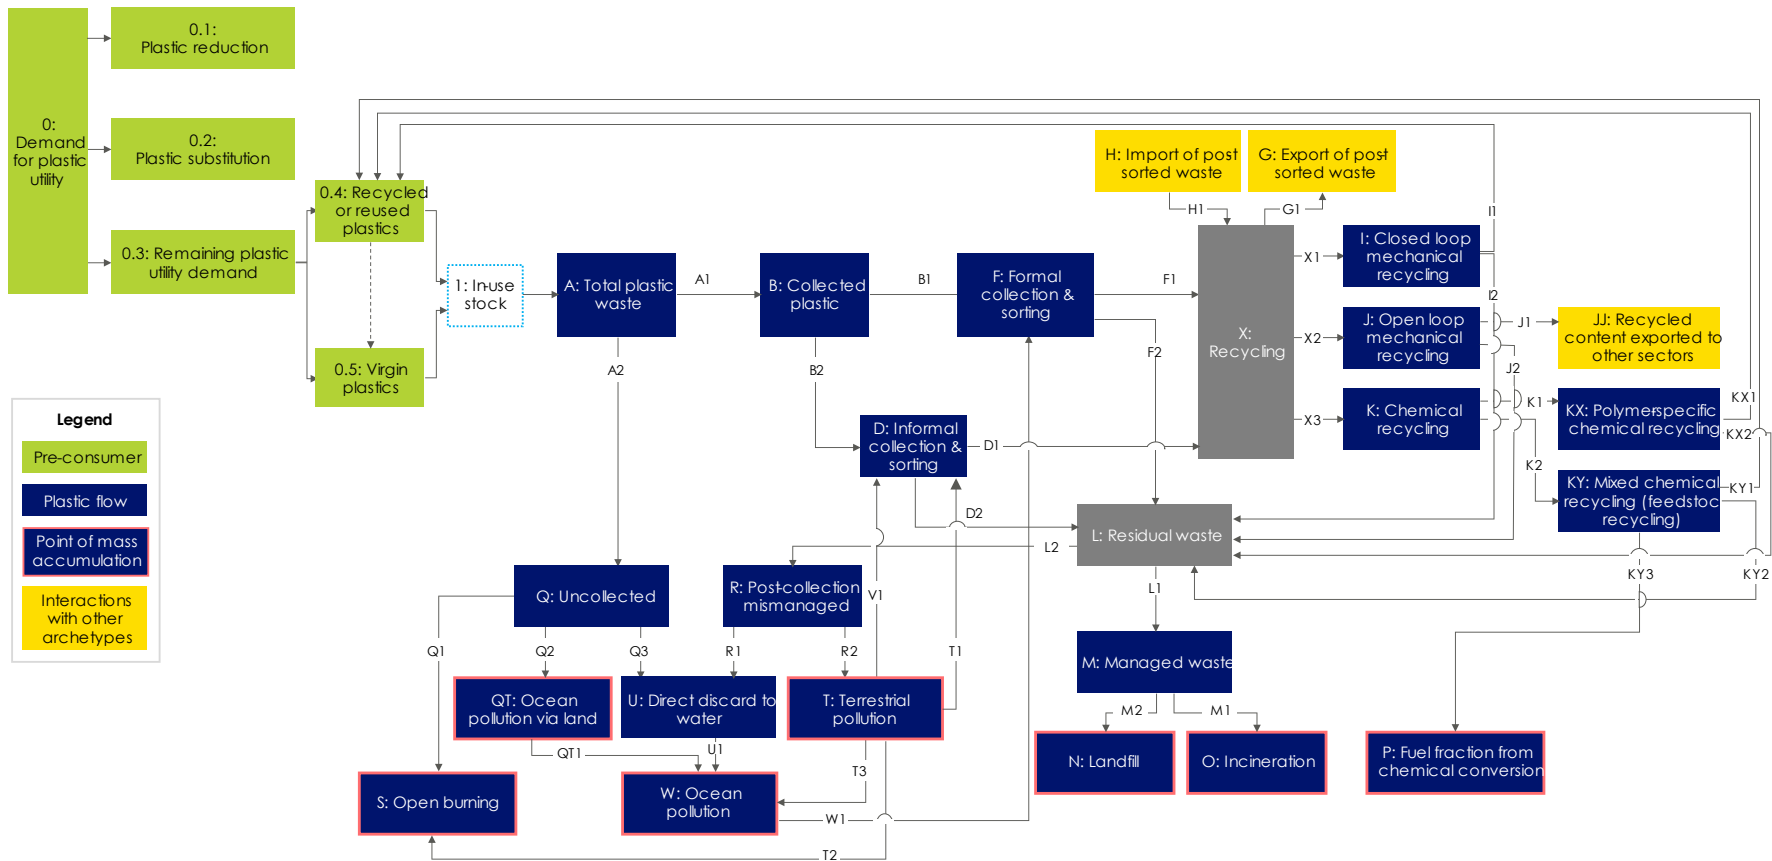 0:
Demand
for plastic
utility
0.1:
Plastic reduction
0.2:
Plastic substitution
0.3: Remaining plastic
utility demand
0.4: Recycled
or reused
plastics
0.5: Virgin
plastics
1: In-use
stock
A: Total plastic
waste
A1
A2
B: Collected
plastic
B1
B2
F: Formal
collection &
sorting
F1
F2
D: Informal
collection &
sorting
D1
D2
H: Import of post
sorted waste
G: Export of post-
sorted waste
H1
G1
X:
Recycling
X1
X2
X3
I: Closed loop
mechanical
recycling
I1
I2
J: Open loop
mechanical
recycling
J1
J2
JJ: Recycled
content exported to
other sectors
K: Chemical
recycling
K1
K2
KX: Polymer-specific
chemical recycling
KX1
KX2
KY: Mixed chemical
recycling (feedstoc
recycling)
KY1
KY2
KY3
L: Residual waste
L1
L2
Q: Uncollected
Q1
Q2
Q3
R: Post-collection
mismanaged
R1
R2
V1
T1
QT: Ocean
pollution via land
QT1
U: Direct discard to
water
U1
T: Terrestrial
pollution
T3
T2
S: Open burning
W: Ocean
pollution
W1
M: Managed waste
M2
M1
N: Landfill
O: Incineration
P: Fuel fraction from
chemical conversion
Legend
Pre-consumer
Plastic flow
Point of mass
accumulation
Interactions
with other
archetypes